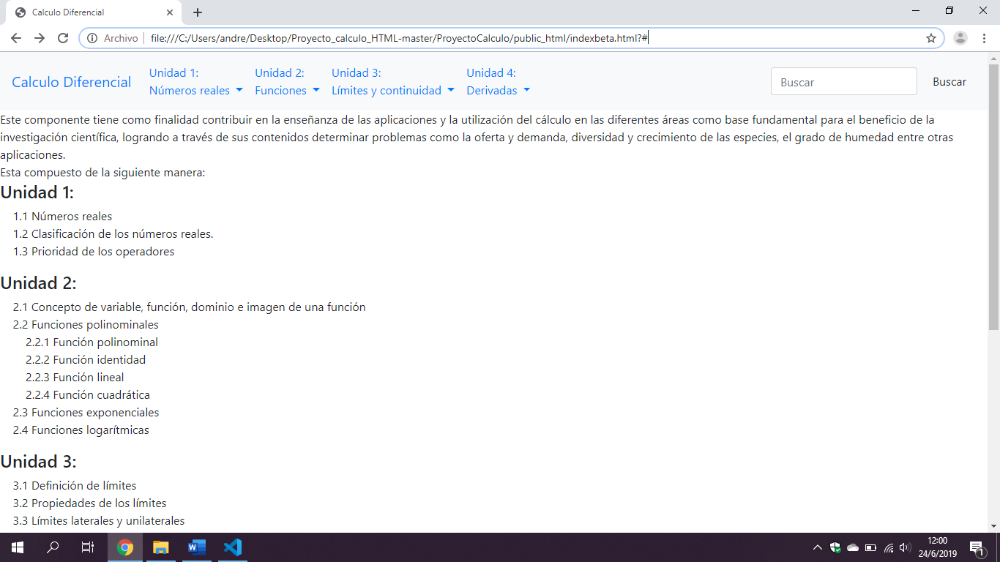 Calculo Diferencial
Archivo
file:///C:/Users/andre/Desktop/Proyecto_calculo_HTML-master/ProyectoCalculo/public_html/indexbeta.html?#
Calculo Diferencial
Unidad 1:
Números reales
Unidad 2:
Funciones
Unidad 3:
Límites y continuidad
Unidad 4:
Derivadas
Buscar
Buscar
Este componente tiene como finalidad contribuir en la enseñanza de las aplicaciones y la utilización del cálculo en las diferentes áreas como base fundamental para el beneficio de la
investigación científica, logrando a través de sus contenidos determinar problemas como la oferta y demanda, diversidad y crecimiento de las especies, el grado de humedad entre otras
aplicaciones.
Esta compuesto de la siguiente manera:
Unidad 1:
1.1 Números reales
1.2 Clasificación de los números reales.
1.3 Prioridad de los operadores
Unidad 2:
2.1 Concepto de variable, función, dominio e imagen de una función
2.2 Funciones polinominales
2.2.1 Función polinominal
2.2.2 Función identidad
2.2.3 Función lineal
2.2.4 Función cuadrática
2.3 Funciones exponenciales
2.4 Funciones logarítmicas
Unidad 3:
3.1 Definición de límites
3.2 Propiedades de los límites
3.3 Límites laterales y unilaterales
12:00
24/6/2019
1